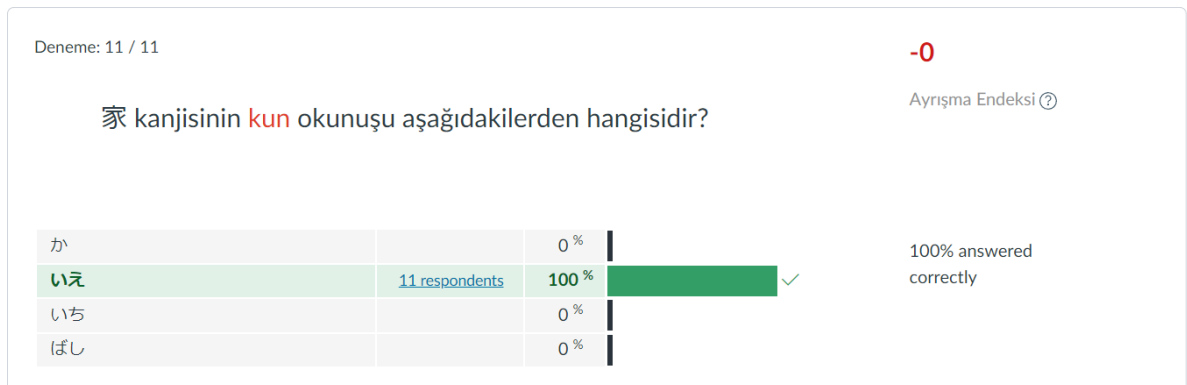 Deneme: 11 / 11
-0
Ayrışma Endeksi ?
家 kanjisinin kun okunuşu aşağıdakilerden hangisidir?
か 0 %
いえ 11 respondents 100 %
いち 0 %
ばし 0 %
100% answered
correctly